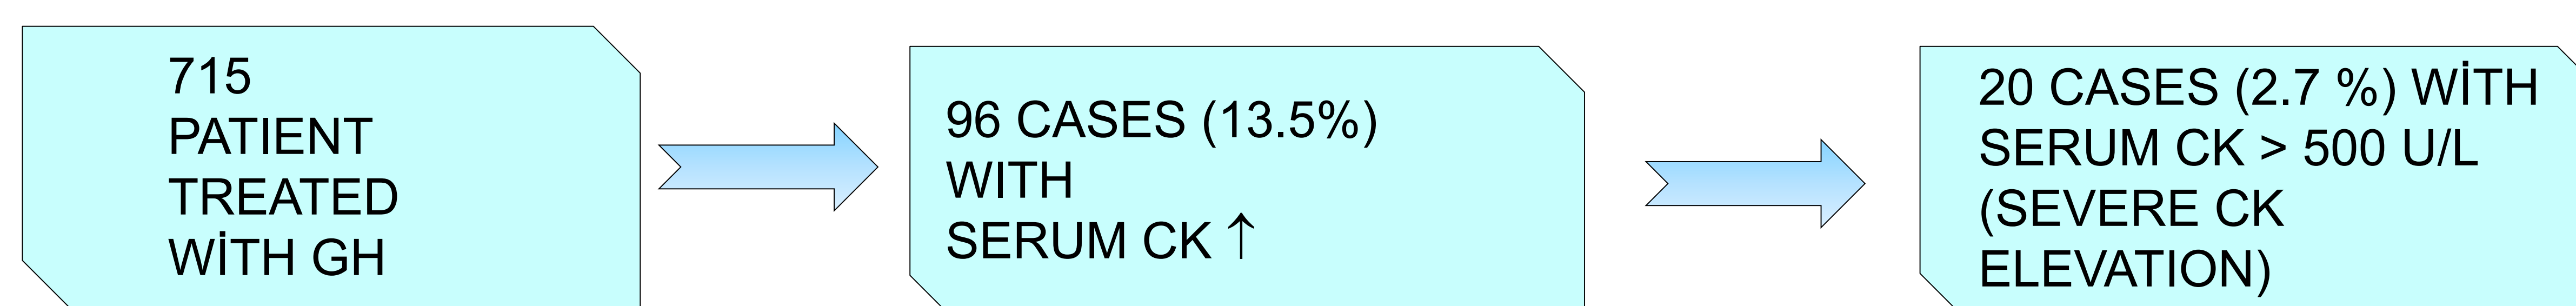 715
PATIENT
TREATED
WİTH GH
96 CASES (13.5%)
WITH
SERUM CK ↑
20 CASES (2.7 %) WİTH
SERUM CK > 500 U/L
(SEVERE CK
ELEVATION)